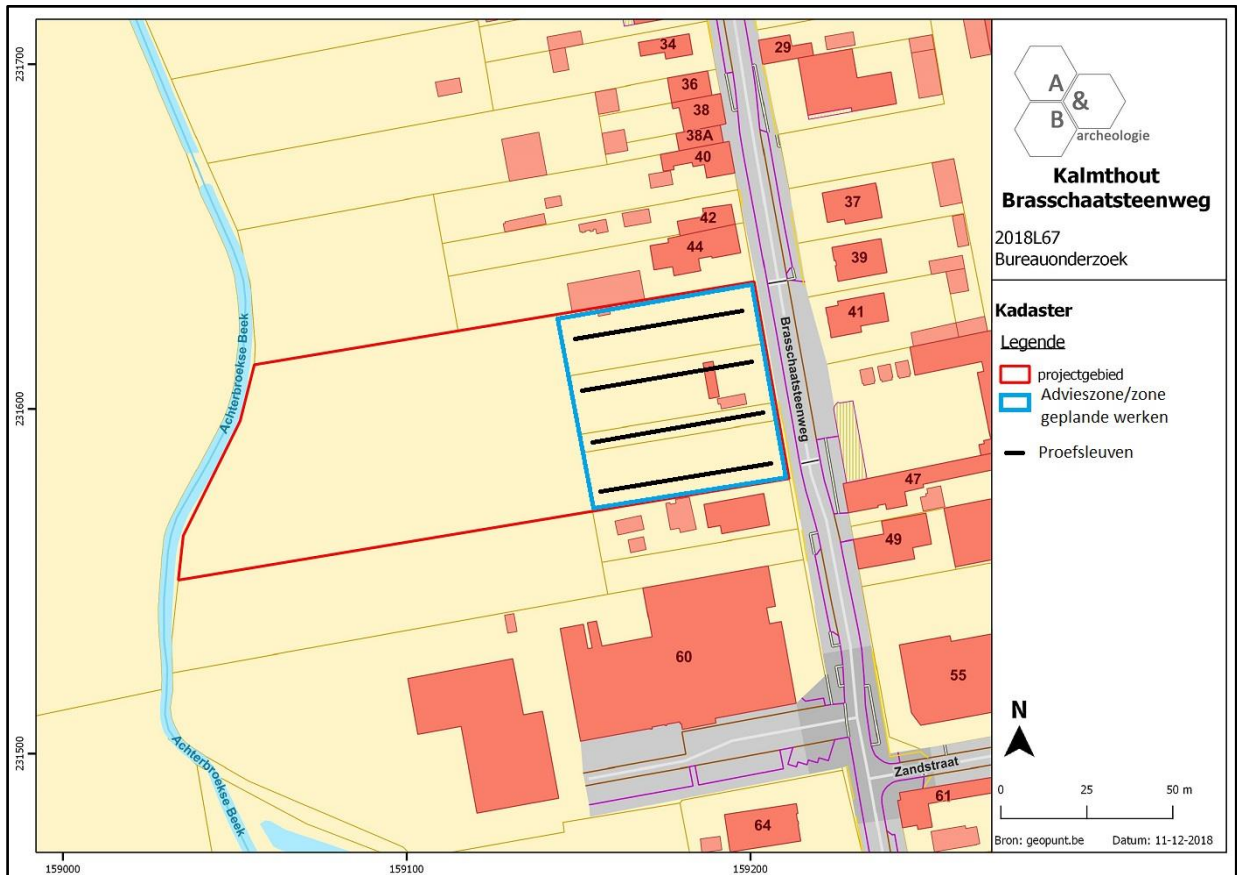 231700
231600
231500
159000
159100
159200
34
29
36
38
38A
40
42
44
37
39
41
47
49
60
55
64
61
Achterbroekse Beek
Achterbroekse Beek
Brasschaatsteenweg
Zandstraat
A
&
B
archeologie
Kalmthout
Brasschaatsteenweg
2018L67
Bureauonderzoek
Kadaster
Legende
projectgebied
Advieszone/zone
geplande werken
Proefsleuven
N
0 25 50 m
Bron: geopunt.be Datum: 11-12-2018